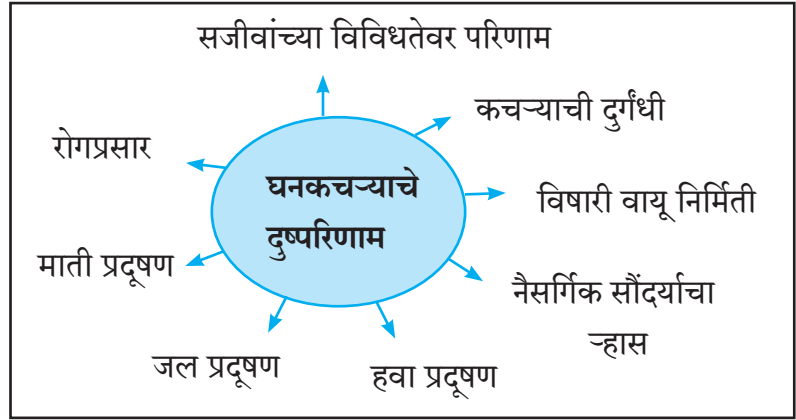 सजीवांच्या विविधतेवर परिणाम
कचऱ्याची दुर्गंधी
रोगप्रसार
घनकचऱ्याचे
दुष्परिणाम
विषारी वायू निर्मिती
माती प्रदूषण
नैसर्गिक सौंदर्याचा
ऱ्हास
जल प्रदूषण
हवा प्रदूषण